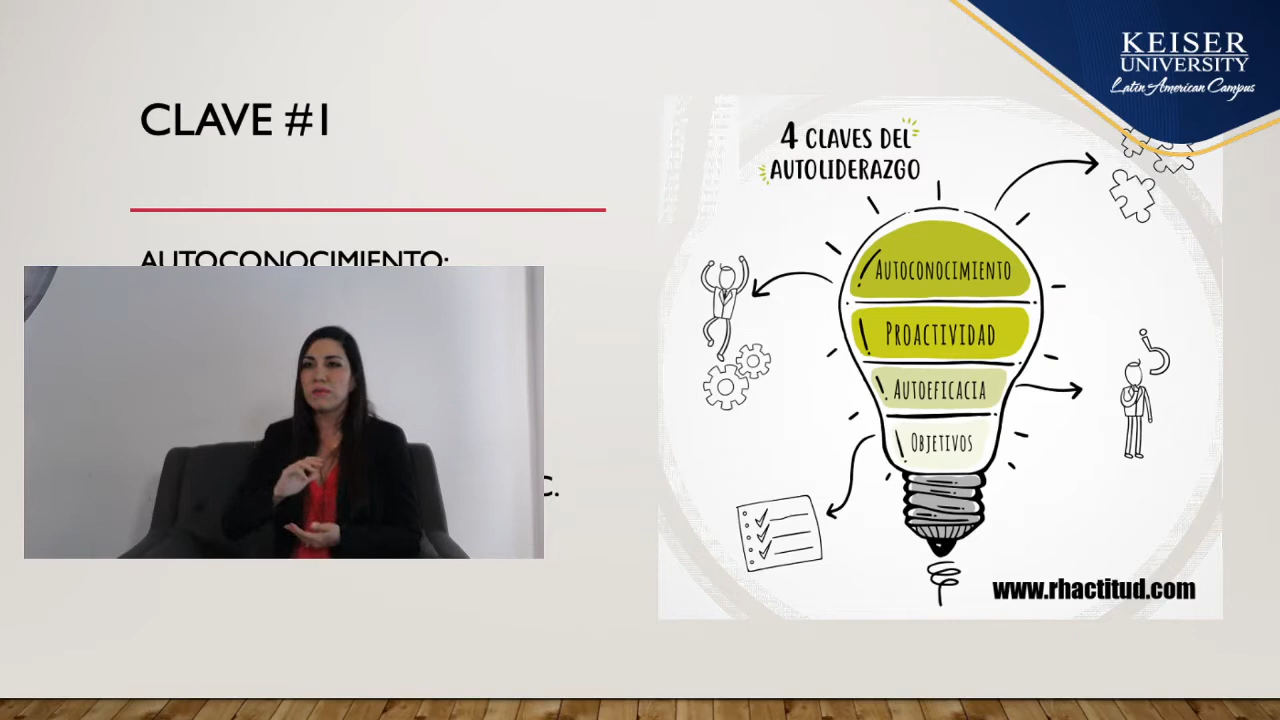 CLAVE #1
AUTOCONOCIMIENTO:
C.
KEISER
UNIVERSITY
Latin American Campus
4 CLAVES DEL
AUTOLIDERAZGO
AUTOCONOCIMIENTO
PROACTIVIDAD
AUTOEFICACIA
OBJETIVOS
www.rhactitud.com